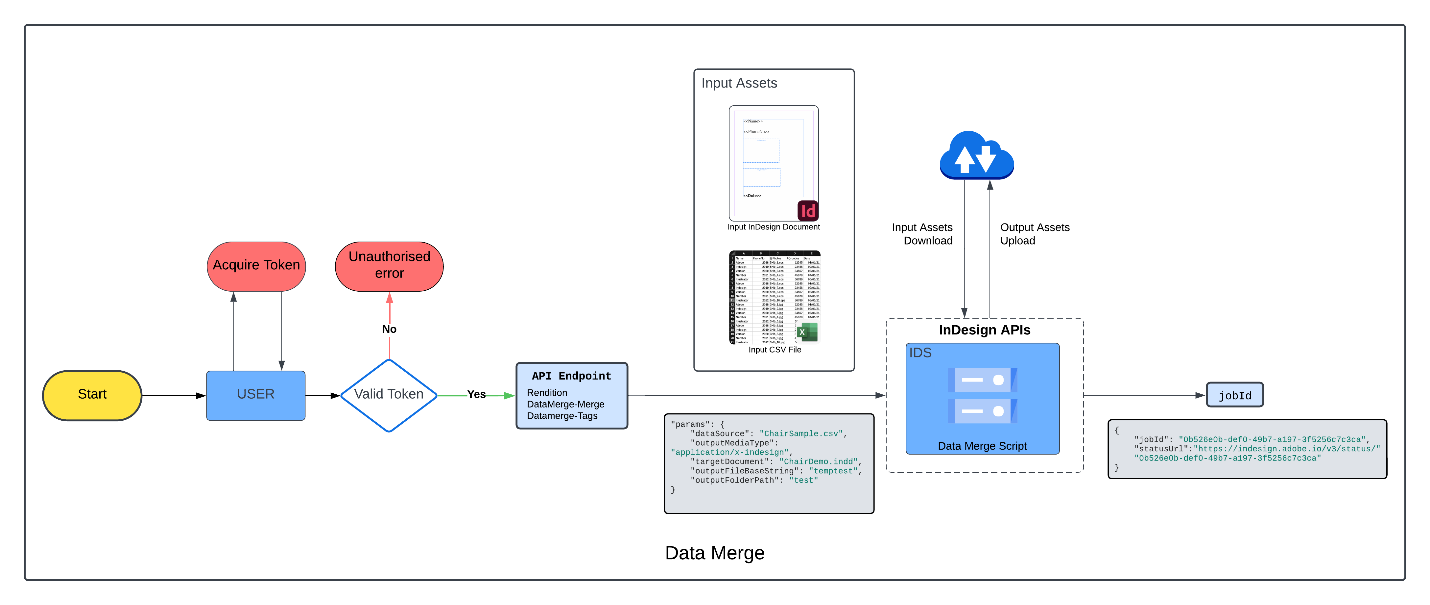 Input Assets
Id
Input InDesign Document
X
Input CSV File
Input Assets
Download
Output Assets
Upload
Acquire Token
Unauthorised
error
No
Start
USER
Valid Token
Yes
API Endpoint
Rendition
DataMerge-Merge
Datamerge-Tags
InDesign APIs
IDS
Data Merge Script
jobId
"params": {
"dataSource": "ChairSample.csv",
"outputMediaType":
"application/x-indesign",
"targetDocument": "ChairDemo.indd",
"outputFileBaseString": "temptest",
"outputFolderPath": "test"
}
{
"jobId": "0b526e0b-def0-49b7-a197-3f5256c7c3ca",
"statusUrl":"https://indesign.adobe.io/v3/status/"
"0b526e0b-def0-49b7-a197-3f5256c7c3ca"
}
Data Merge